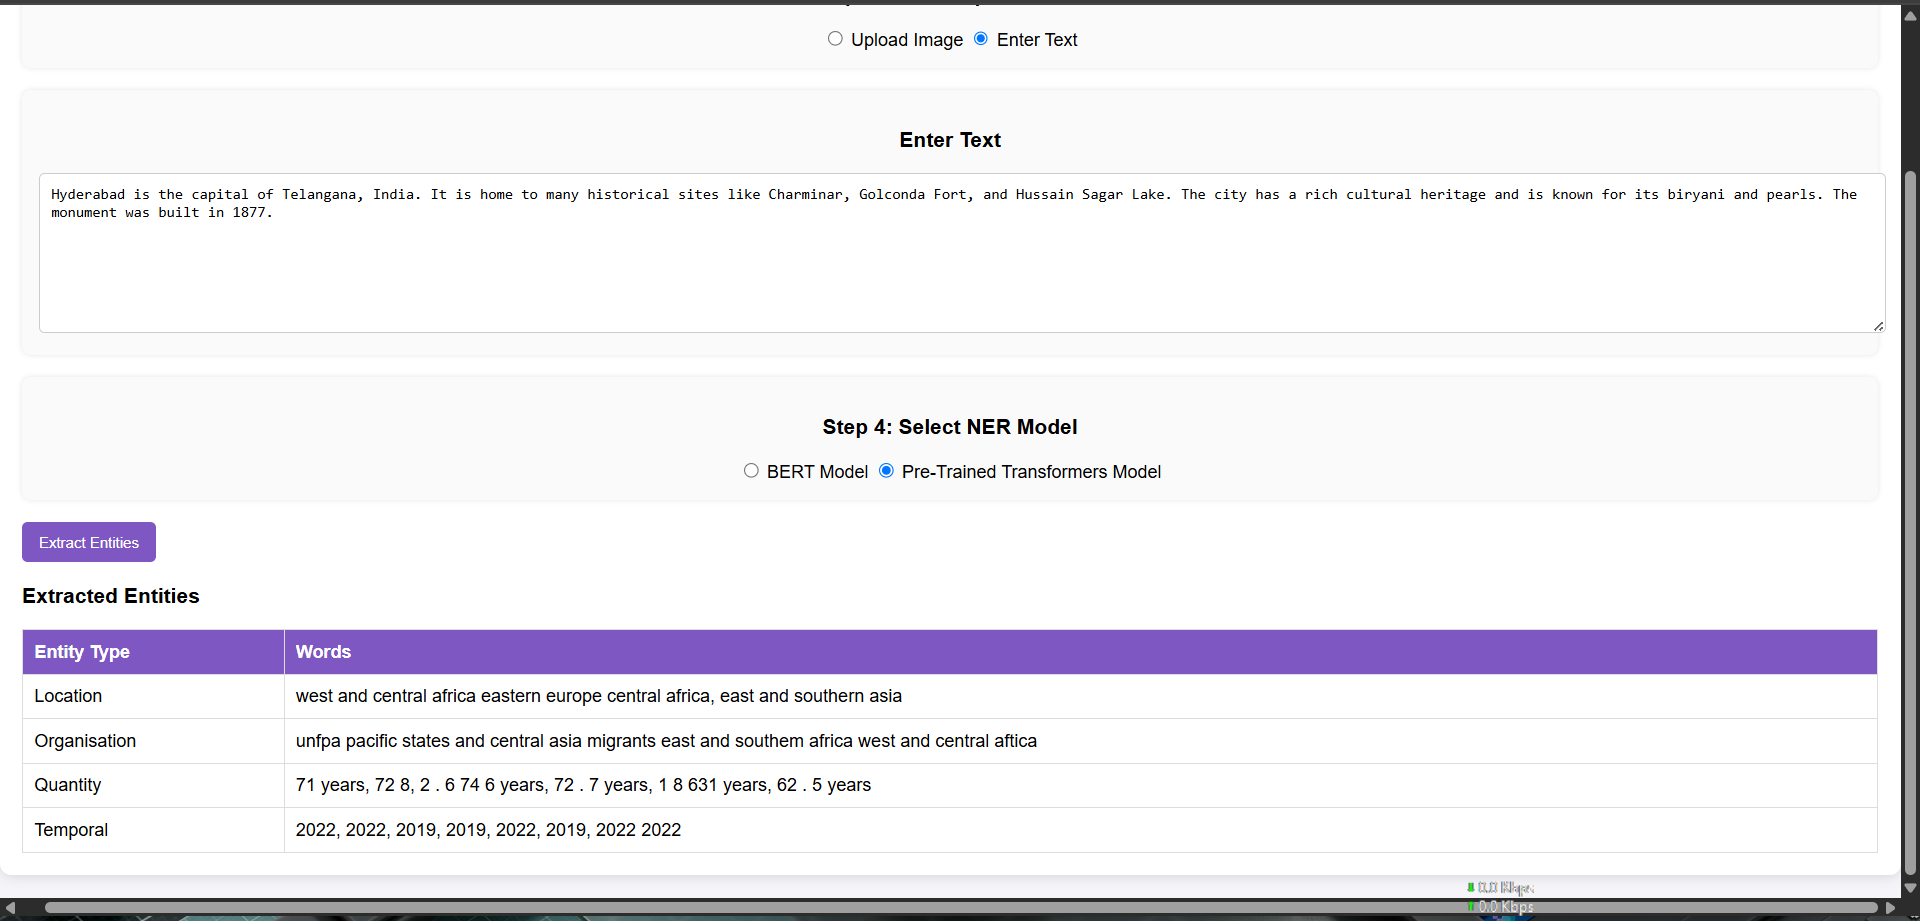 Upload Image Enter Text
Enter Text
Hyderabad is the capital of Telangana, India. It is home to many historical sites like Charminar, Golconda Fort, and Hussain Sagar Lake. The city has a rich cultural heritage and is known for its biryani and pearls. The
monument was built in 1877.
Step 4: Select NER Model
BERT Model Pre-Trained Transformers Model
Extract Entities
Extracted Entities
Entity Type Words
Location west and central africa eastern europe central africa, east and southern asia
Organisation unfpa pacific states and central asia migrants east and southem africa west and central aftica
Quantity 71 years, 72 8, 2 . 6 74 6 years, 72 . 7 years, 1 8 631 years, 62 . 5 years
Temporal 2022, 2022, 2019, 2019, 2022, 2019, 2022 2022
0.0 Kbps
0.0 Kbps